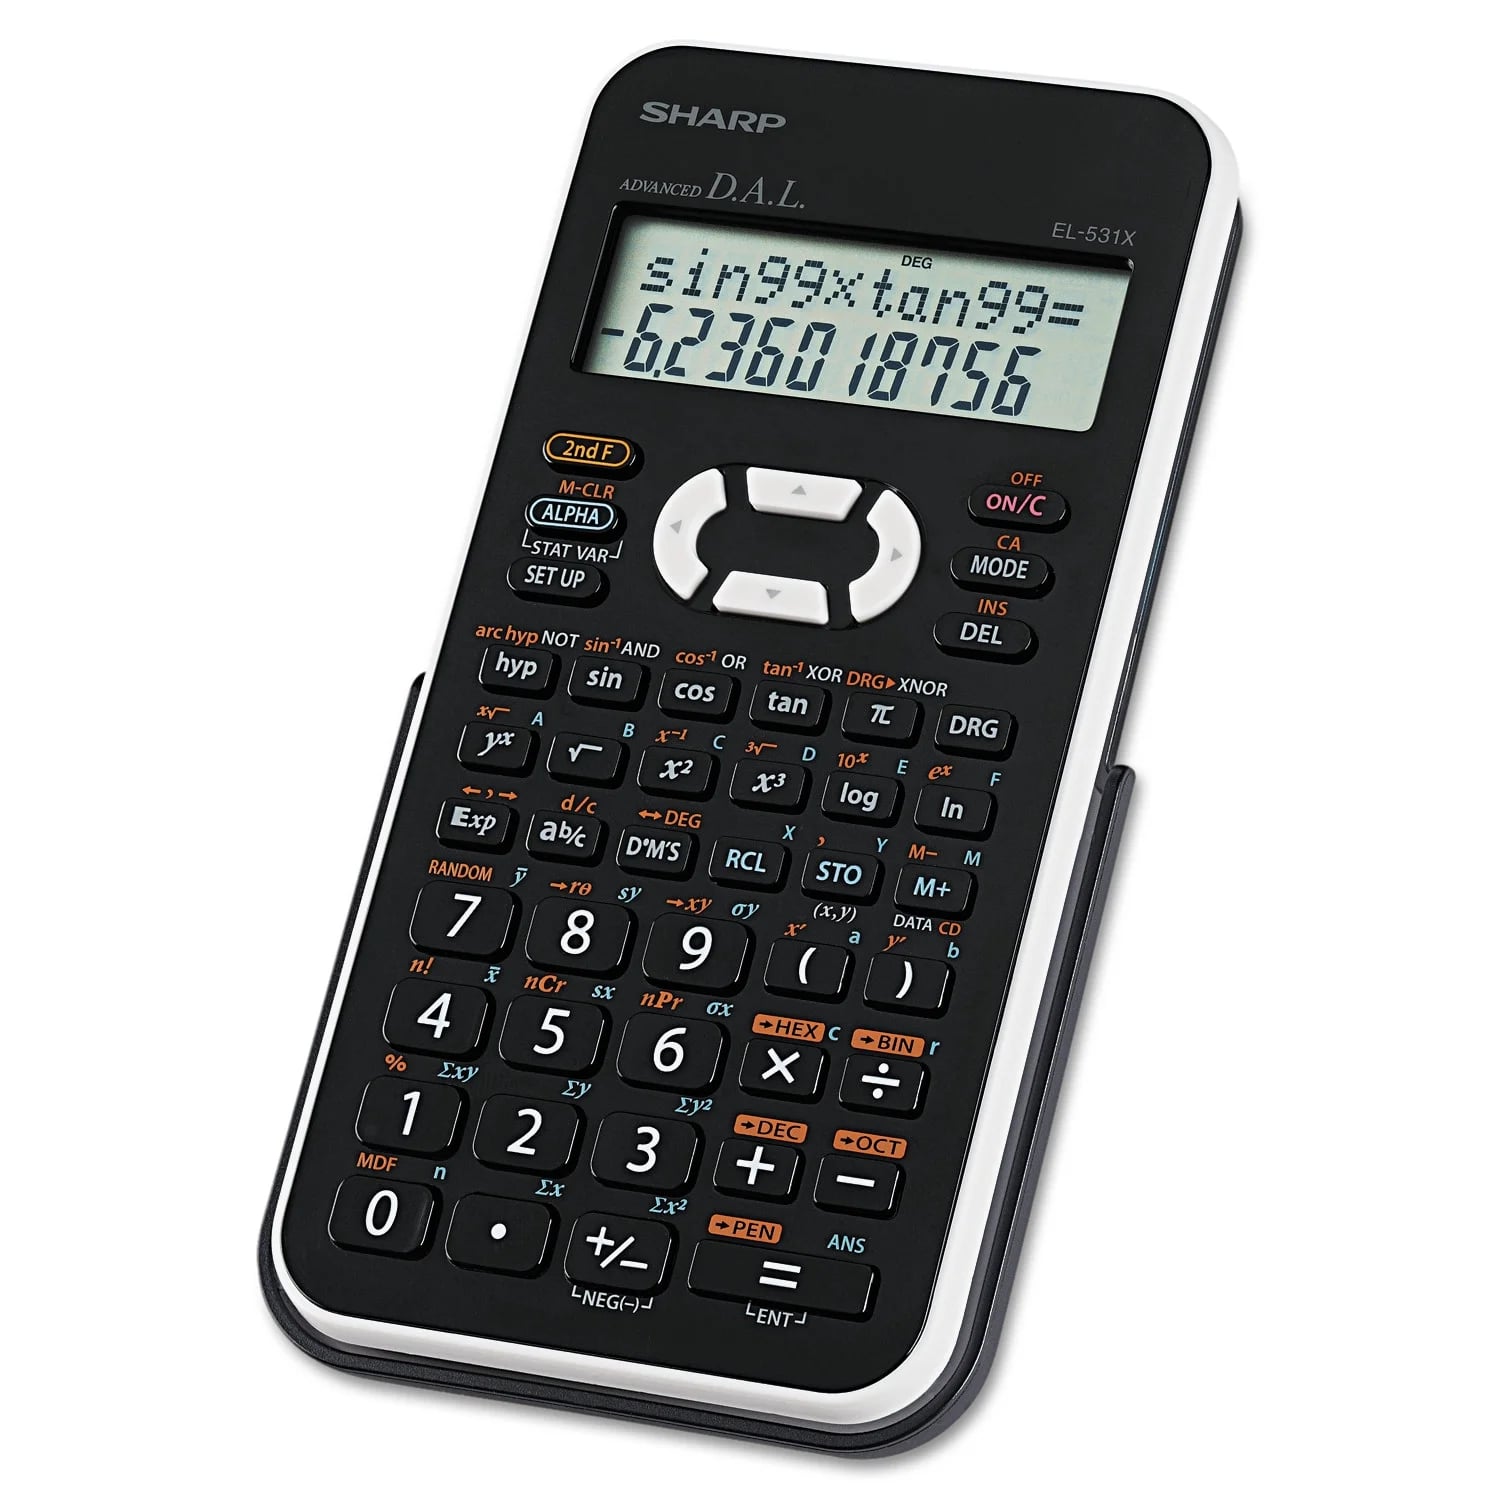 SHARP
ADVANCED D.A.L.
EL-531X
DEG
sin99×tan99=
-6.236018756
2nd F
OFF
M-CLR
ON/C
ALPHA
CA
STAT VAR
MODE
SET UP
INS
DEL
arc hyp NOT sin⁻¹ AND cos⁻¹ OR tan⁻¹ XOR DRG▸ XNOR
hyp sin cos tan π DRG
ˣ√ A B x⁻¹ C ³√ D 10ˣ E eˣ F
yˣ √ x² x³ log ln
←,→ d/c ↔DEG X , Y M− M
Exp ab/c D°M'S RCL STO M+
RANDOM ȳ →rθ sy →xy σy (x,y) DATA CD
x' a y' b
7 8 9 ( )
n! x̄ nCr sx nPr σx →HEX c →BIN r
4 5 6 × ÷
% Σxy Σy Σy² →DEC →OCT
1 2 3 + −
MDF n Σx Σx² →PEN ANS
0 • +/− =
NEG(−) ENT